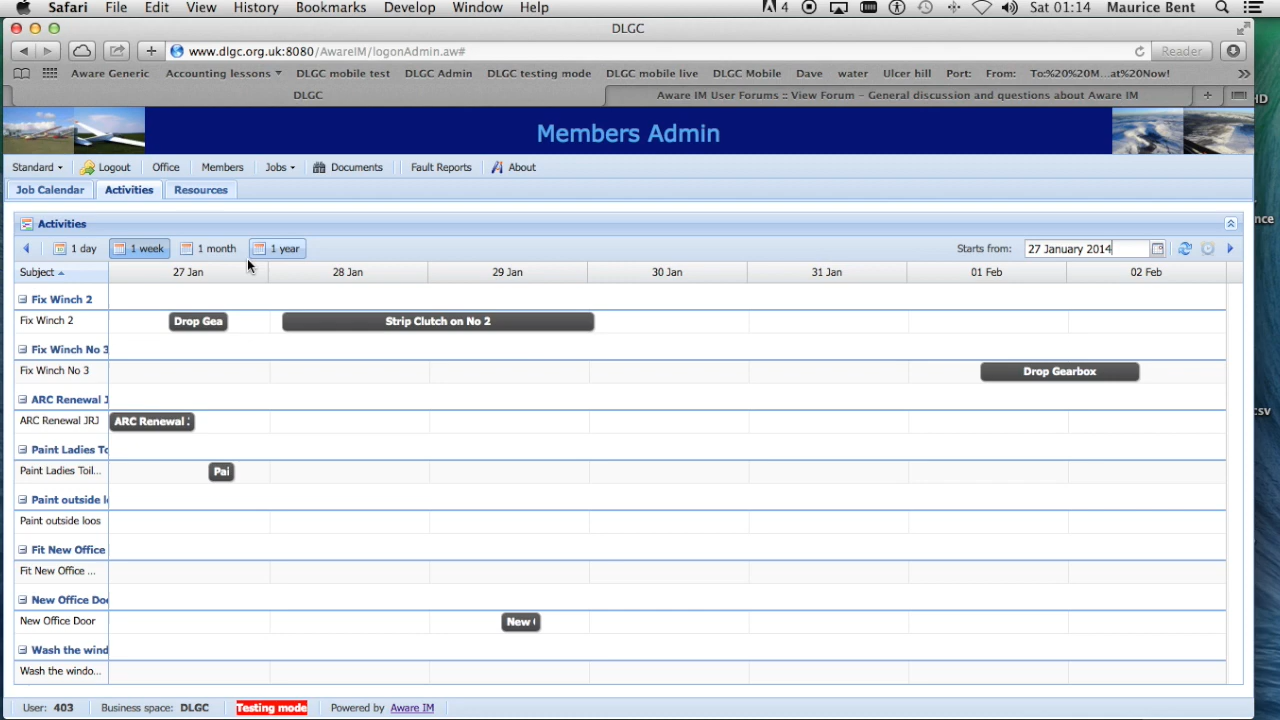 Safari File Edit View History Bookmarks Develop Window Help 4 Sat 01:14 Maurice Bent
DLGC
www.dlgc.org.uk:8080/AwareIM/logonAdmin.aw# Reader
Aware Generic Accounting lessons DLGC mobile test DLGC Admin DLGC testing mode DLGC mobile live DLGC Mobile Dave water Ulcer hill Port: From: To:%20%20M...at%20Now!
DLGC Aware IM User Forums :: View Forum – General discussion and questions about Aware IM
HD
Members Admin
Standard Logout Office Members Jobs Documents Fault Reports About
Job Calendar Activities Resources
Activities
1 day 1 week 1 month 1 year Starts from: 27 January 2014
Subject 27 Jan 28 Jan 29 Jan 30 Jan 31 Jan 01 Feb 02 Feb
Fix Winch 2
Fix Winch 2 Drop Gea Strip Clutch on No 2
Fix Winch No 3
Fix Winch No 3 Drop Gearbox
ARC Renewal J
ARC Renewal JRJ ARC Renewal
Paint Ladies To
Paint Ladies Toil... Pai
Paint outside l
Paint outside loos
Fit New Office
Fit New Office ...
New Office Doo
New Office Door New
Wash the wind
Wash the windo...
User: 403 Business space: DLGC Testing mode Powered by Aware IM